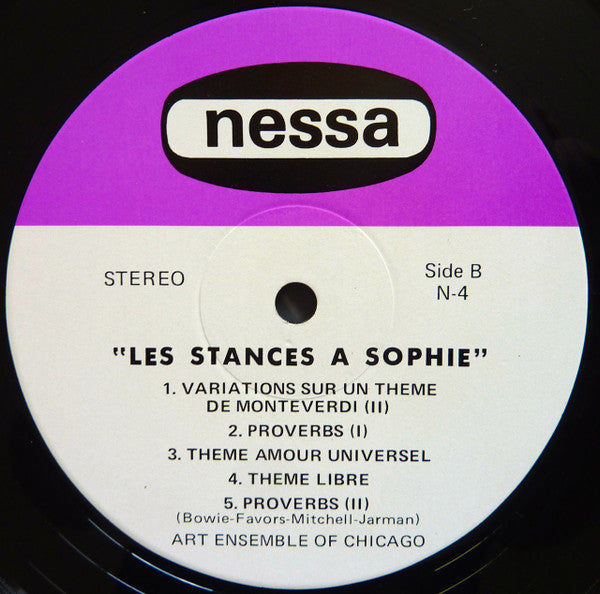 nessa
STEREO
Side B
N-4
"LES STANCES A SOPHIE"
1. VARIATIONS SUR UN THEME
DE MONTEVERDI (II)
2. PROVERBS (I)
3. THEME AMOUR UNIVERSEL
4. THEME LIBRE
5. PROVERBS (II)
(Bowie-Favors-Mitchell-Jarman)
ART ENSEMBLE OF CHICAGO